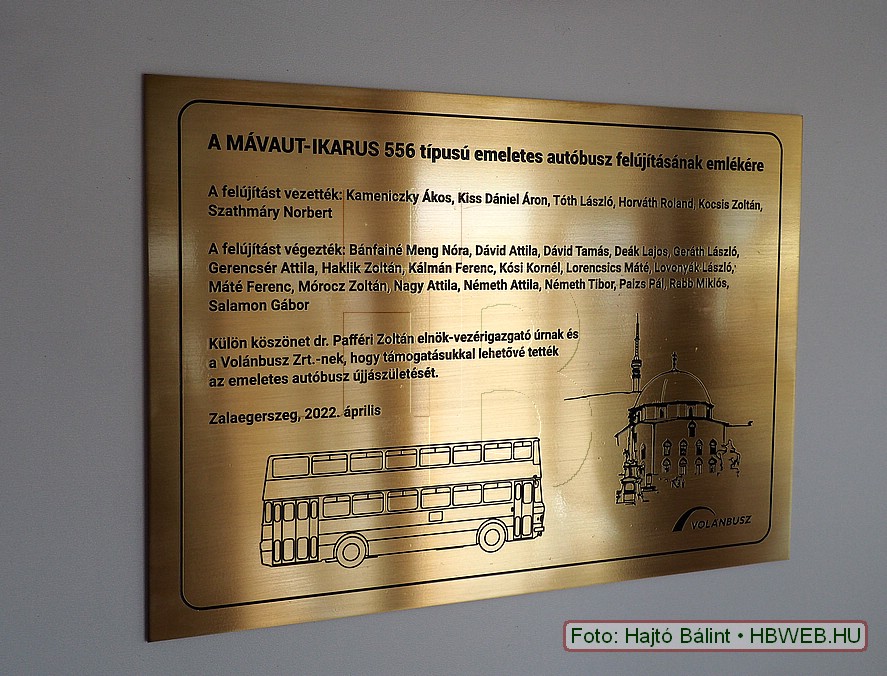 A MÁVAUT-IKARUS 556 típusú emeletes autóbusz felújításának emlékére
A felújítást vezették: Kameniczky Ákos, Kiss Dániel Áron, Tóth László, Horváth Roland, Kocsis Zoltán,
Szathmáry Norbert
A felújítást végezték: Bánfainé Meng Nóra, Dávid Attila, Dávid Tamás, Deák Lajos, Geráth László,
Gerencsér Attila, Haklik Zoltán, Kálmán Ferenc, Kósi Kornél, Lorencsics Máté, Lovonyák László,
Máté Ferenc, Mórocz Zoltán, Nagy Attila, Németh Attila, Németh Tibor, Palzs Pál, Rabb Miklós,
Salamon Gábor
Külön köszönet dr. Pafféri Zoltán elnök-vezérigazgató úrnak és
a Volánbusz Zrt.-nek, hogy támogatásukkal lehetővé tették
az emeletes autóbusz újjászületését.
Zalaegerszeg, 2022. április
VOLÁNBUSZ
Foto: Hajtó Bálint • HBWEB.HU